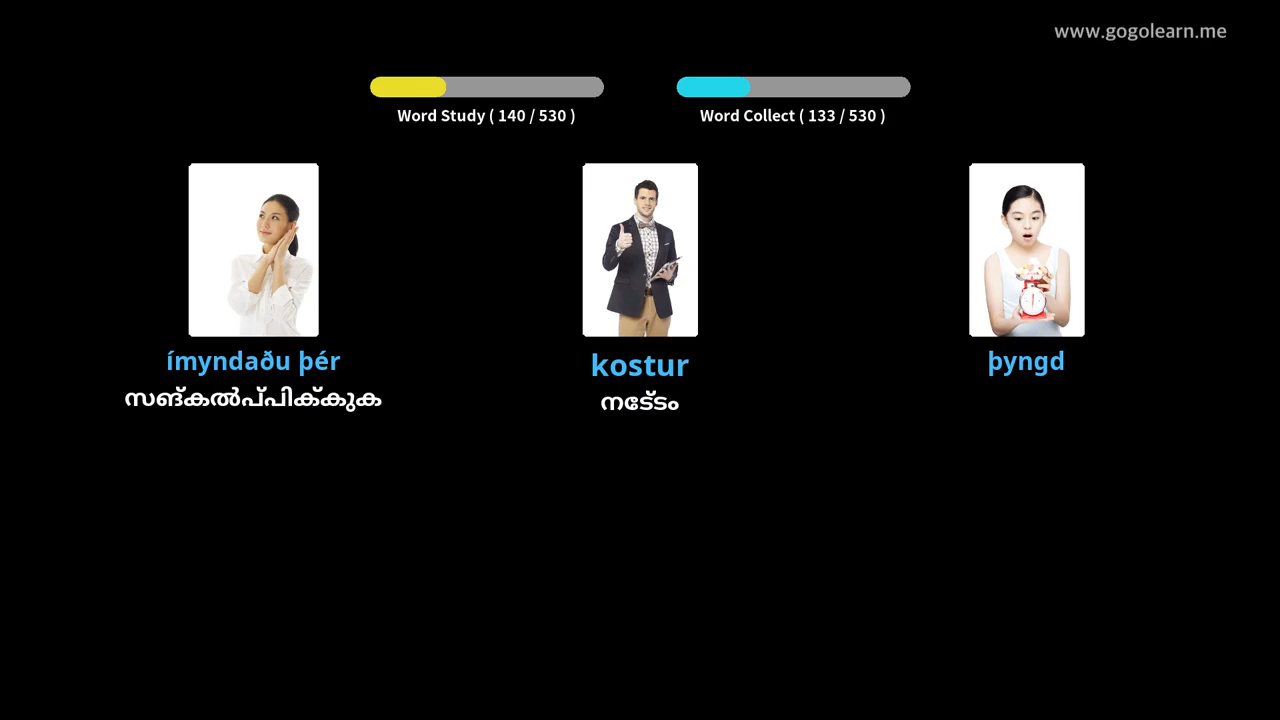 www.gogolearn.me
Word Study ( 140 / 530 )
Word Collect ( 133 / 530 )
ímyndaðu þér
kostur
þyngd
സങ്കൽപ്പിക്കുക
നേട്ടം